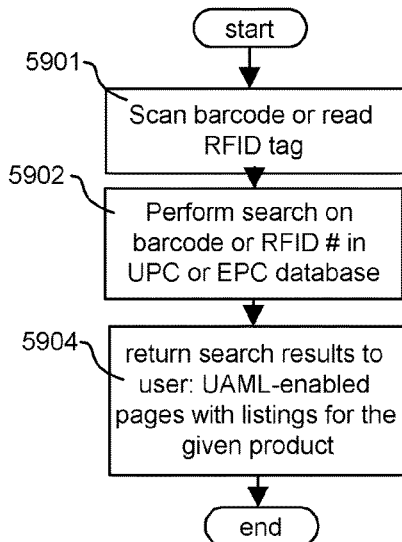 start
5901
Scan barcode or read
RFID tag
5902
Perform search on
barcode or RFID # in
UPC or EPC database
5904
return search results to
user: UAML-enabled
pages with listings for the
given product
end